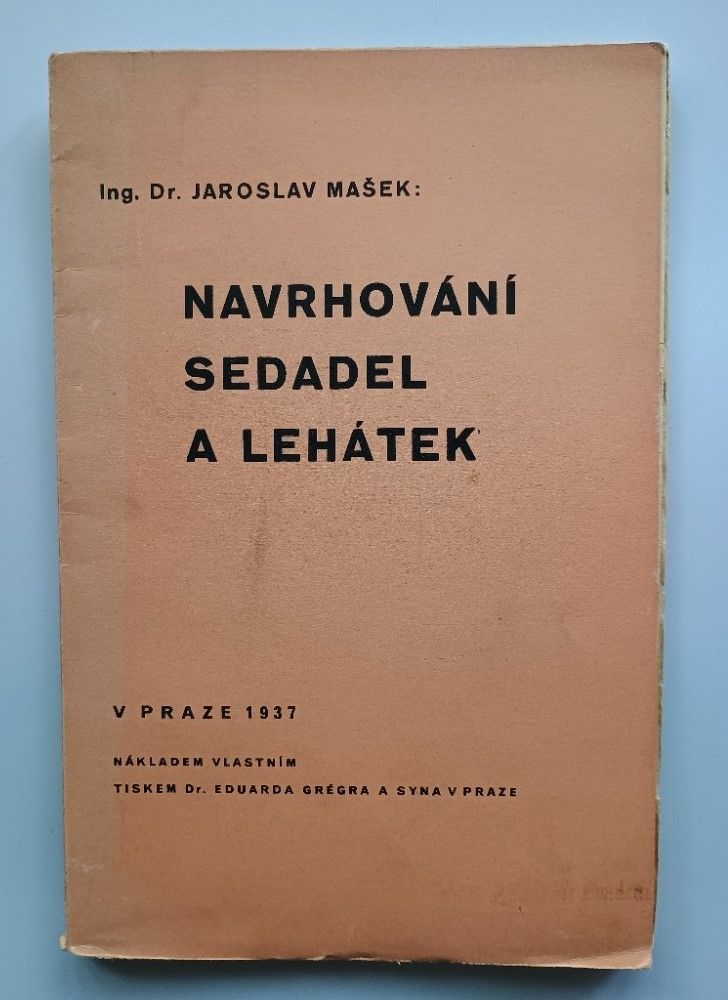 Ing. Dr. JAROSLAV MAŠEK:
NAVRHOVÁNÍ
SEDADEL
A LEHÁTEK
V PRAZE 1937
NÁKLADEM VLASTNÍM
TISKEM Dr. EDUARDA GRÉGRA A SYNA V PRAZE